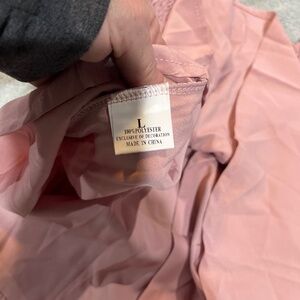 L
100% POLYESTER
EXCLUSIVE OF DECORATION
MADE IN CHINA